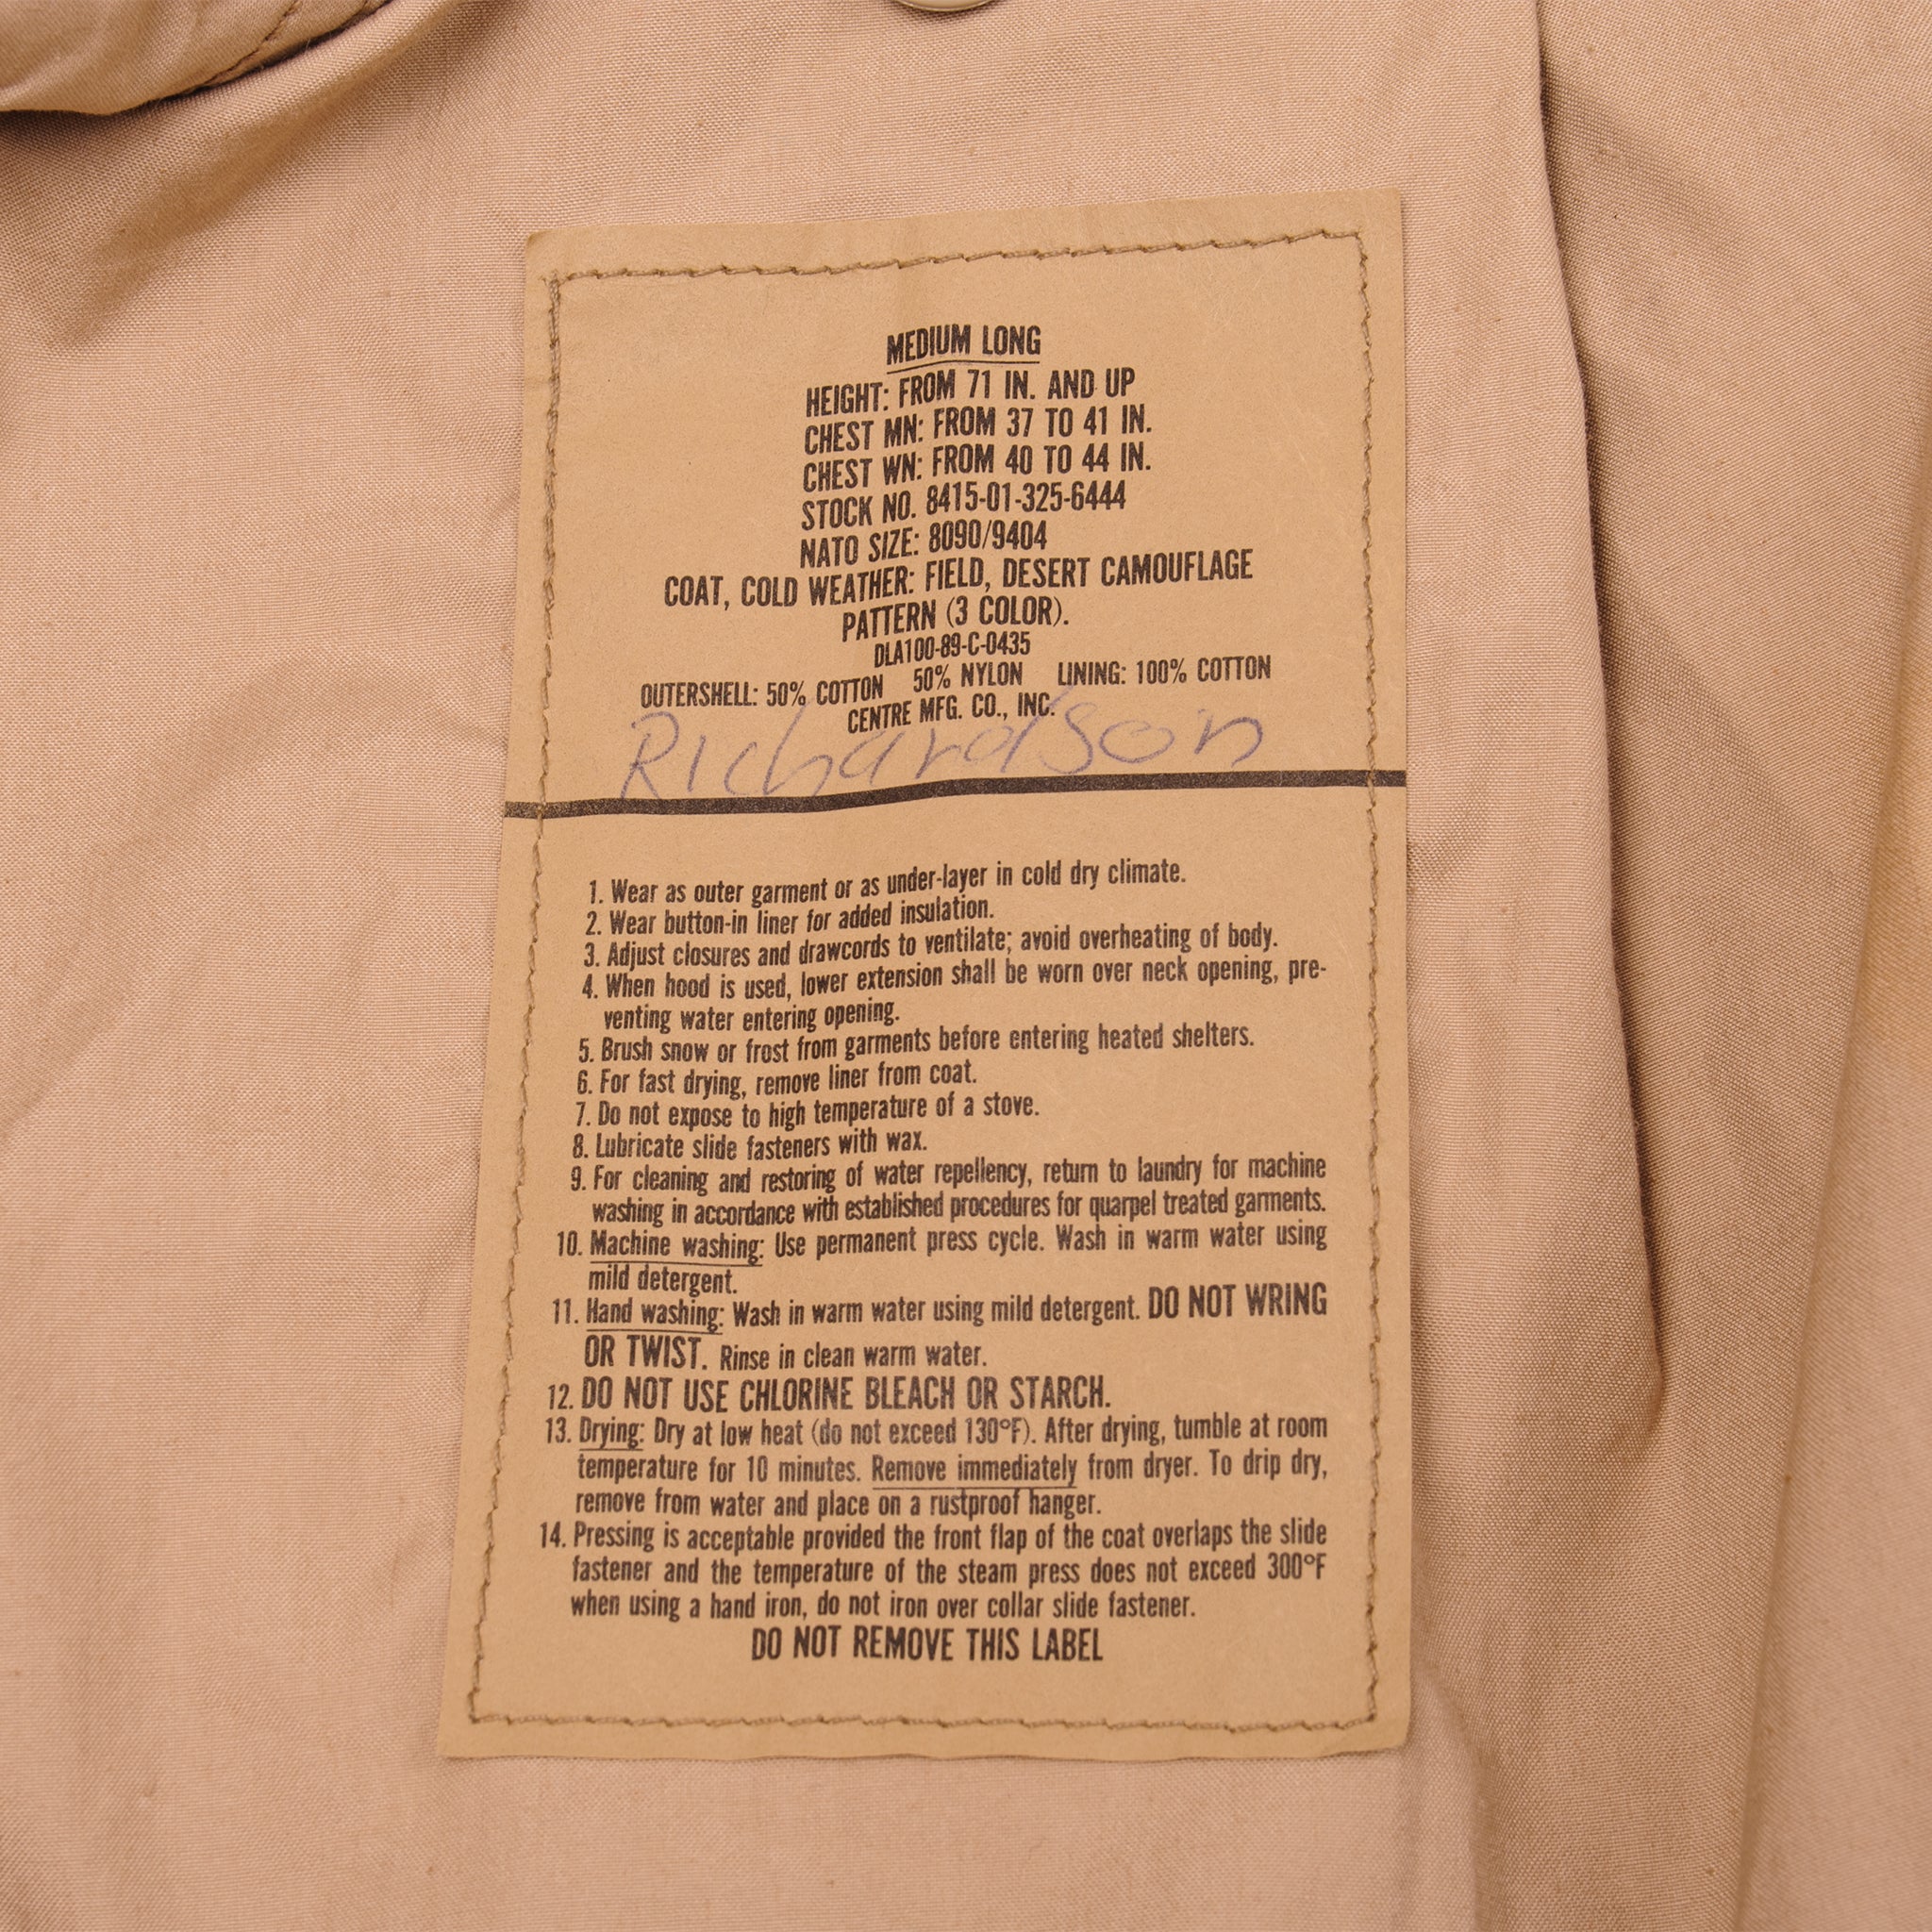 MEDIUM LONG
HEIGHT: FROM 71 IN. AND UP
CHEST MN: FROM 37 TO 41 IN.
CHEST WN: FROM 40 TO 44 IN.
STOCK NO. 8415-01-325-6444
NATO SIZE: 8090/9404
COAT, COLD WEATHER: FIELD, DESERT CAMOUFLAGE
PATTERN (3 COLOR).
DLA100-89-C-0435
OUTERSHELL: 50% COTTON 50% NYLON LINING: 100% COTTON
CENTRE MFG. CO., INC.
Richardson
1. Wear as outer garment or as under-layer in cold dry climate.
2. Wear button-in liner for added insulation.
3. Adjust closures and drawcords to ventilate; avoid overheating of body.
4. When hood is used, lower extension shall be worn over neck opening, pre-
venting water entering opening.
5. Brush snow or frost from garments before entering heated shelters.
6. For fast drying, remove liner from coat.
7. Do not expose to high temperature of a stove.
8. Lubricate slide fasteners with wax.
9. For cleaning and restoring of water repellency, return to laundry for machine
washing in accordance with established procedures for quarpel treated garments.
10. Machine washing: Use permanent press cycle. Wash in warm water using
mild detergent.
11. Hand washing: Wash in warm water using mild detergent. DO NOT WRING
OR TWIST. Rinse in clean warm water.
12. DO NOT USE CHLORINE BLEACH OR STARCH.
13. Drying: Dry at low heat (do not exceed 130°F). After drying, tumble at room
temperature for 10 minutes. Remove immediately from dryer. To drip dry,
remove from water and place on a rustproof hanger.
14. Pressing is acceptable provided the front flap of the coat overlaps the slide
fastener and the temperature of the steam press does not exceed 300°F
when using a hand iron, do not iron over collar slide fastener.
DO NOT REMOVE THIS LABEL